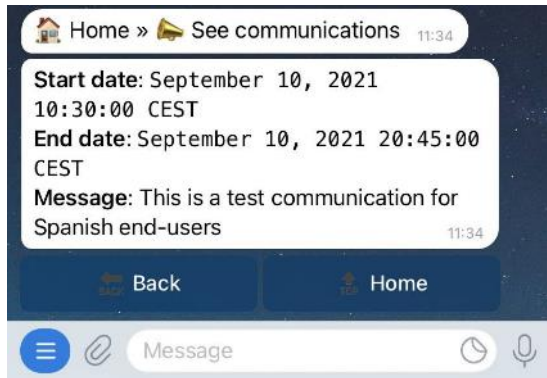 🏠 Home » 📣 See communications 11:34
Start date: September 10, 2021
10:30:00 CEST
End date: September 10, 2021 20:45:00
CEST
Message: This is a test communication for
Spanish end-users 11:34
🔙 Back 🔝 Home
Message